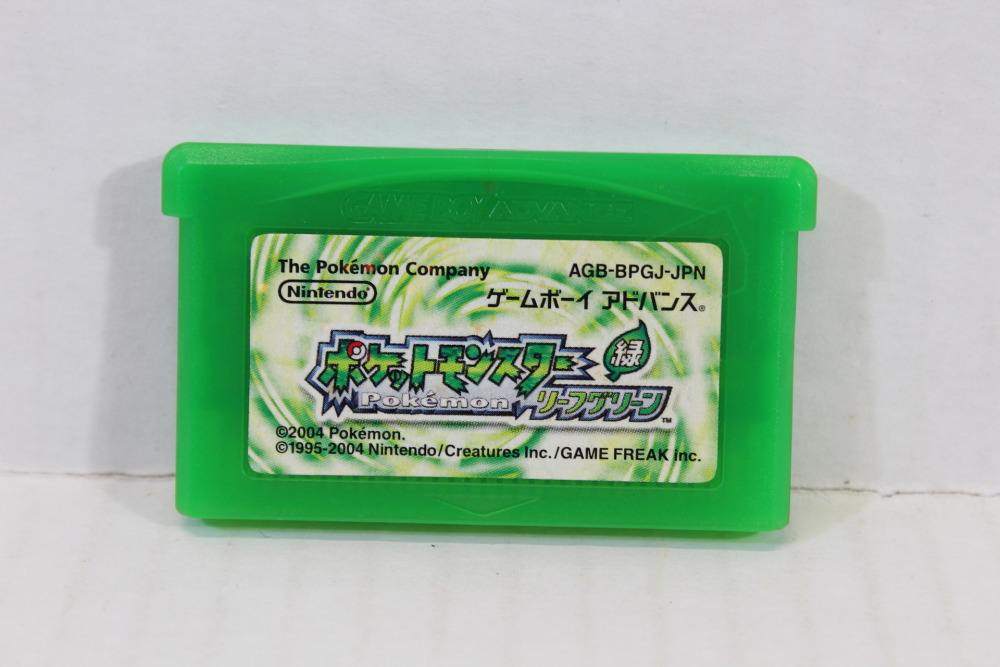 GAME BOY ADVANCE
The Pokémon Company AGB-BPGJ-JPN
Nintendo® ゲームボーイ アドバンス®
ポケットモンスター 緑
Pokémon リーフグリーン™
©2004 Pokémon.
©1995-2004 Nintendo/Creatures Inc./GAME FREAK inc.